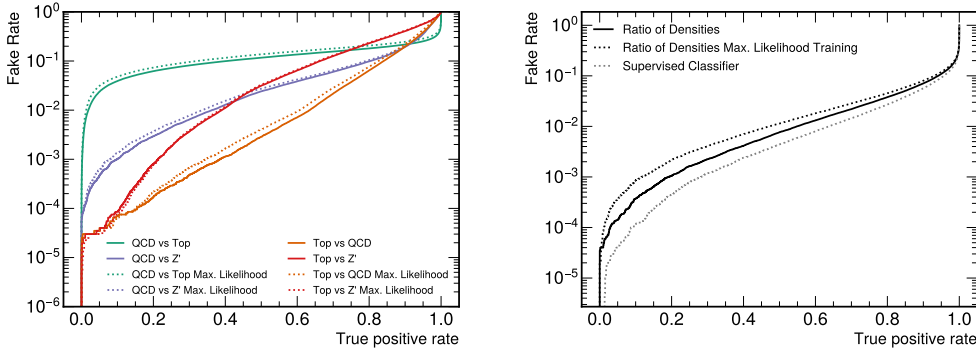 Fake Rate
10^0
10^-1
10^-2
10^-3
10^-4
10^-5
10^-6
QCD vs Top
QCD vs Z'
QCD vs Top Max. Likelihood
QCD vs Z' Max. Likelihood
Top vs QCD
Top vs Z'
Top vs QCD Max. Likelihood
Top vs Z' Max. Likelihood
0.0 0.2 0.4 0.6 0.8 1.0
True positive rate
Fake Rate
10^0
10^-1
10^-2
10^-3
10^-4
10^-5
Ratio of Densities
Ratio of Densities Max. Likelihood Training
Supervised Classifier
0.0 0.2 0.4 0.6 0.8 1.0
True positive rate